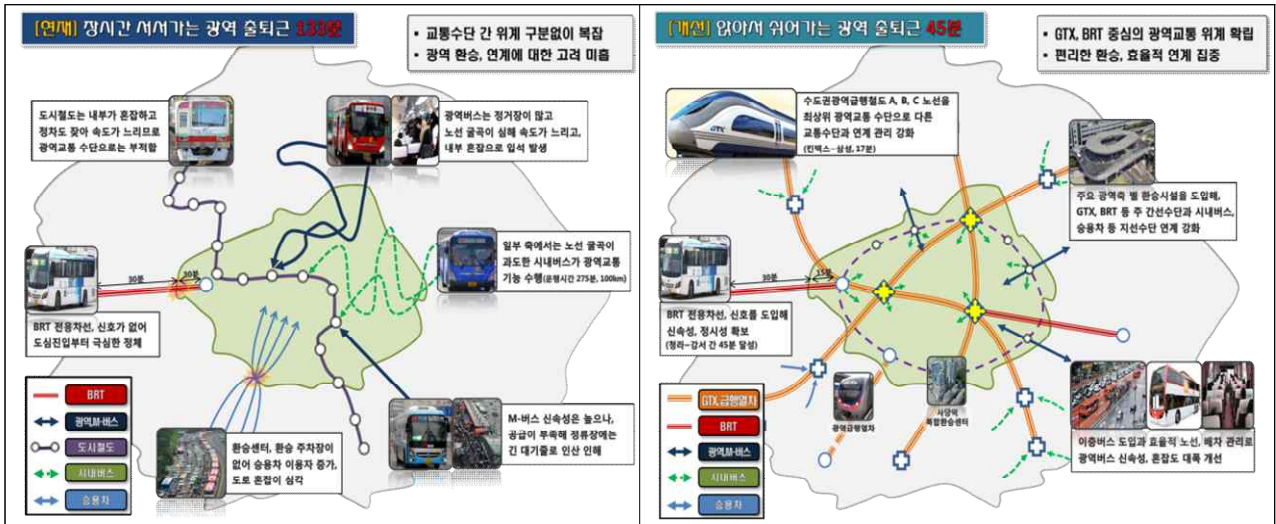 [현재] 장시간 서서가는 광역 출퇴근 133분
• 교통수단 간 위계 구분없이 복잡
• 광역 환승, 연계에 대한 고려 미흡
도시철도는 내부가 혼잡하고
정차도 잦아 속도가 느리므로
광역교통 수단으로는 부적합
광역버스는 정거장이 많고
노선 굴곡이 심해 속도가 느리고,
내부 혼잡으로 입석 발생
일부 축에서는 노선 굴곡이
과도한 시내버스가 광역교통
기능 수행(운행시간 275분, 100km)
30분
30분
BRT 전용차선, 신호가 없어
도심진입부터 극심한 정체
BRT
광역,M-버스
도시철도
시내버스
승용차
환승센터, 환승 주차장이
없어 승용차 이용자 증가,
도로 혼잡이 심각
M-버스 신속성은 높으나,
공급이 부족해 정류장에는
긴 대기줄로 인산 인해
[개선] 앉아서 쉬어가는 광역 출퇴근 45분
• GTX, BRT 중심의 광역교통 위계 확립
• 편리한 환승, 효율적 연계 집중
GTX
수도권광역급행철도 A, B, C 노선을
최상위 광역교통 수단으로 다른
교통수단과 연계 관리 강화
(킨텍스-삼성, 17분)
주요 광역축 별 환승시설을 도입해,
GTX, BRT 등 주 간선수단과 시내버스,
승용차 등 지선수단 연계 강화
30분
15분
BRT 전용차선, 신호를 도입해
신속성, 정시성 확보
(청라-강서 간 45분 달성)
GTX,급행열차
BRT
광역,M-버스
시내버스
승용차
광역급행열차
사당역
복합환승센터
이층버스 도입과 효율적 노선, 배차 관리로
광역버스 신속성, 혼잡도 대폭 개선